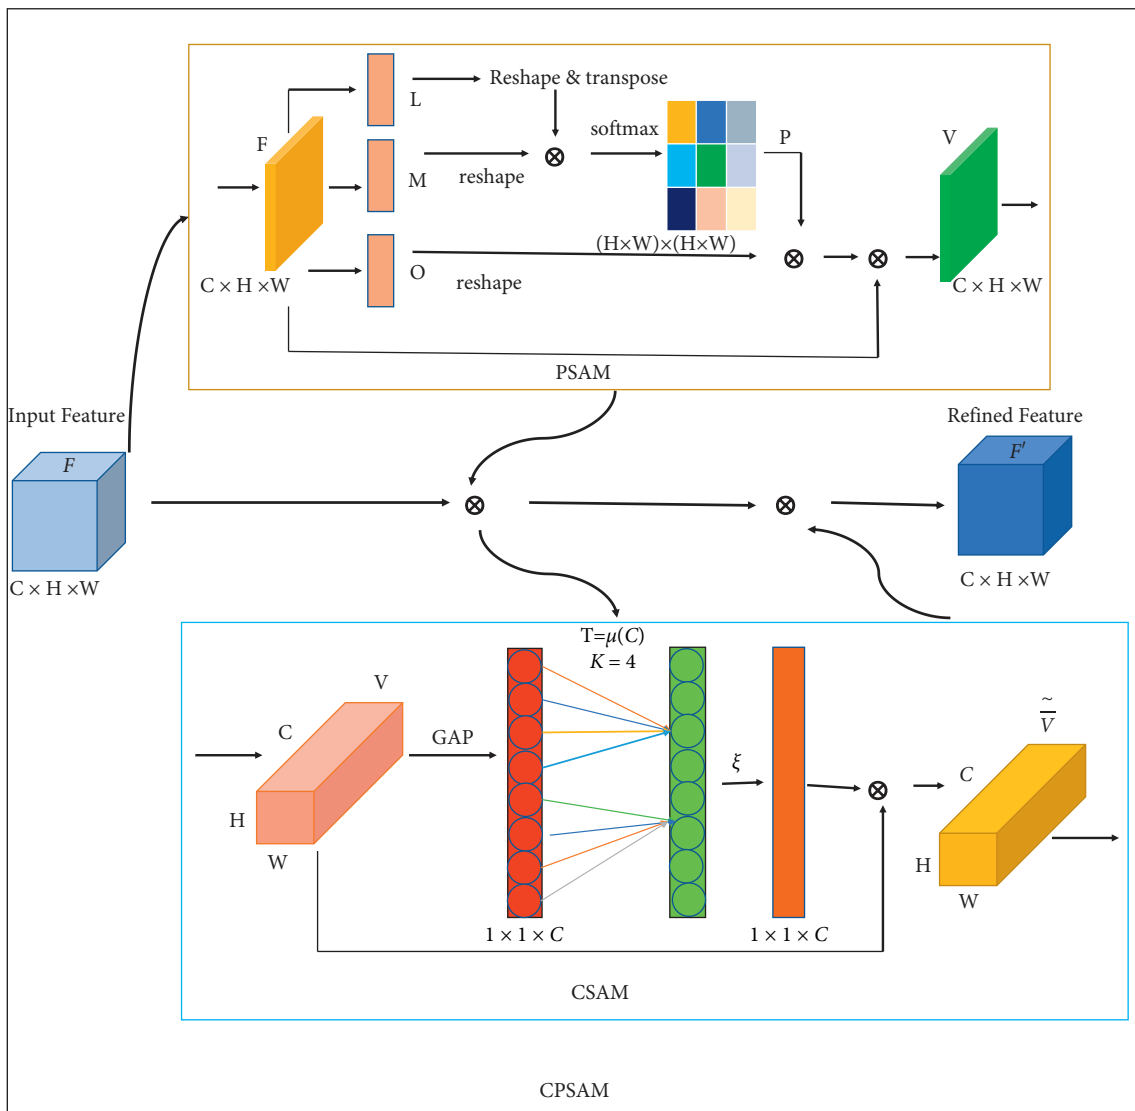 Reshape & transpose
L
softmax
P
V
F
M
reshape
(H×W)×(H×W)
O
reshape
C × H ×W
C × H ×W
PSAM
Input Feature
Refined Feature
F
F′
⊗
⊗
C × H ×W
C × H ×W
T=μ(C)
K = 4
V
C
GAP
ξ
Ṽ
C
H
W
H
W
1 × 1 × C
1 × 1 × C
CSAM
CPSAM